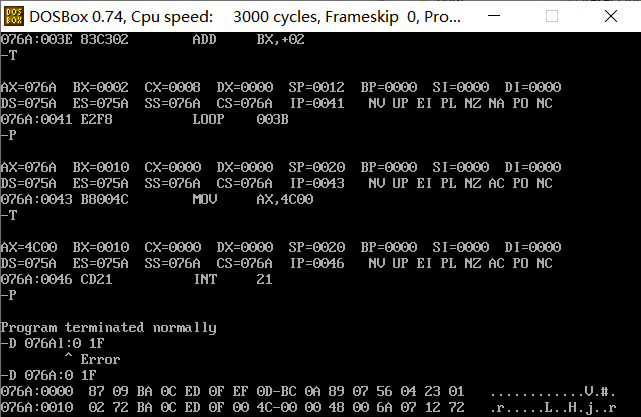 DOSBox 0.74, Cpu speed: 3000 cycles, Frameskip 0, Pro...
076A:003E 83C302 ADD BX,+02
-T
AX=076A BX=0002 CX=0008 DX=0000 SP=0012 BP=0000 SI=0000 DI=0000
DS=075A ES=075A SS=076A CS=076A IP=0041 NV UP EI PL NZ NA PO NC
076A:0041 E2F8 LOOP 003B
-P
AX=076A BX=0010 CX=0000 DX=0000 SP=0020 BP=0000 SI=0000 DI=0000
DS=075A ES=075A SS=076A CS=076A IP=0043 NV UP EI PL NZ AC PO NC
076A:0043 B8004C MOV AX,4C00
-T
AX=4C00 BX=0010 CX=0000 DX=0000 SP=0020 BP=0000 SI=0000 DI=0000
DS=075A ES=075A SS=076A CS=076A IP=0046 NV UP EI PL NZ AC PO NC
076A:0046 CD21 INT 21
-P
Program terminated normally
-D 076Al:0 1F
^ Error
-D 076A:0 1F
076A:0000 87 09 BA 0C ED 0F EF 0D-BC 0A 89 07 56 04 23 01 ............V.#.
076A:0010 02 72 BA 0C ED 0F 00 4C-00 00 48 00 6A 07 12 72 .r.....L..H.j..r